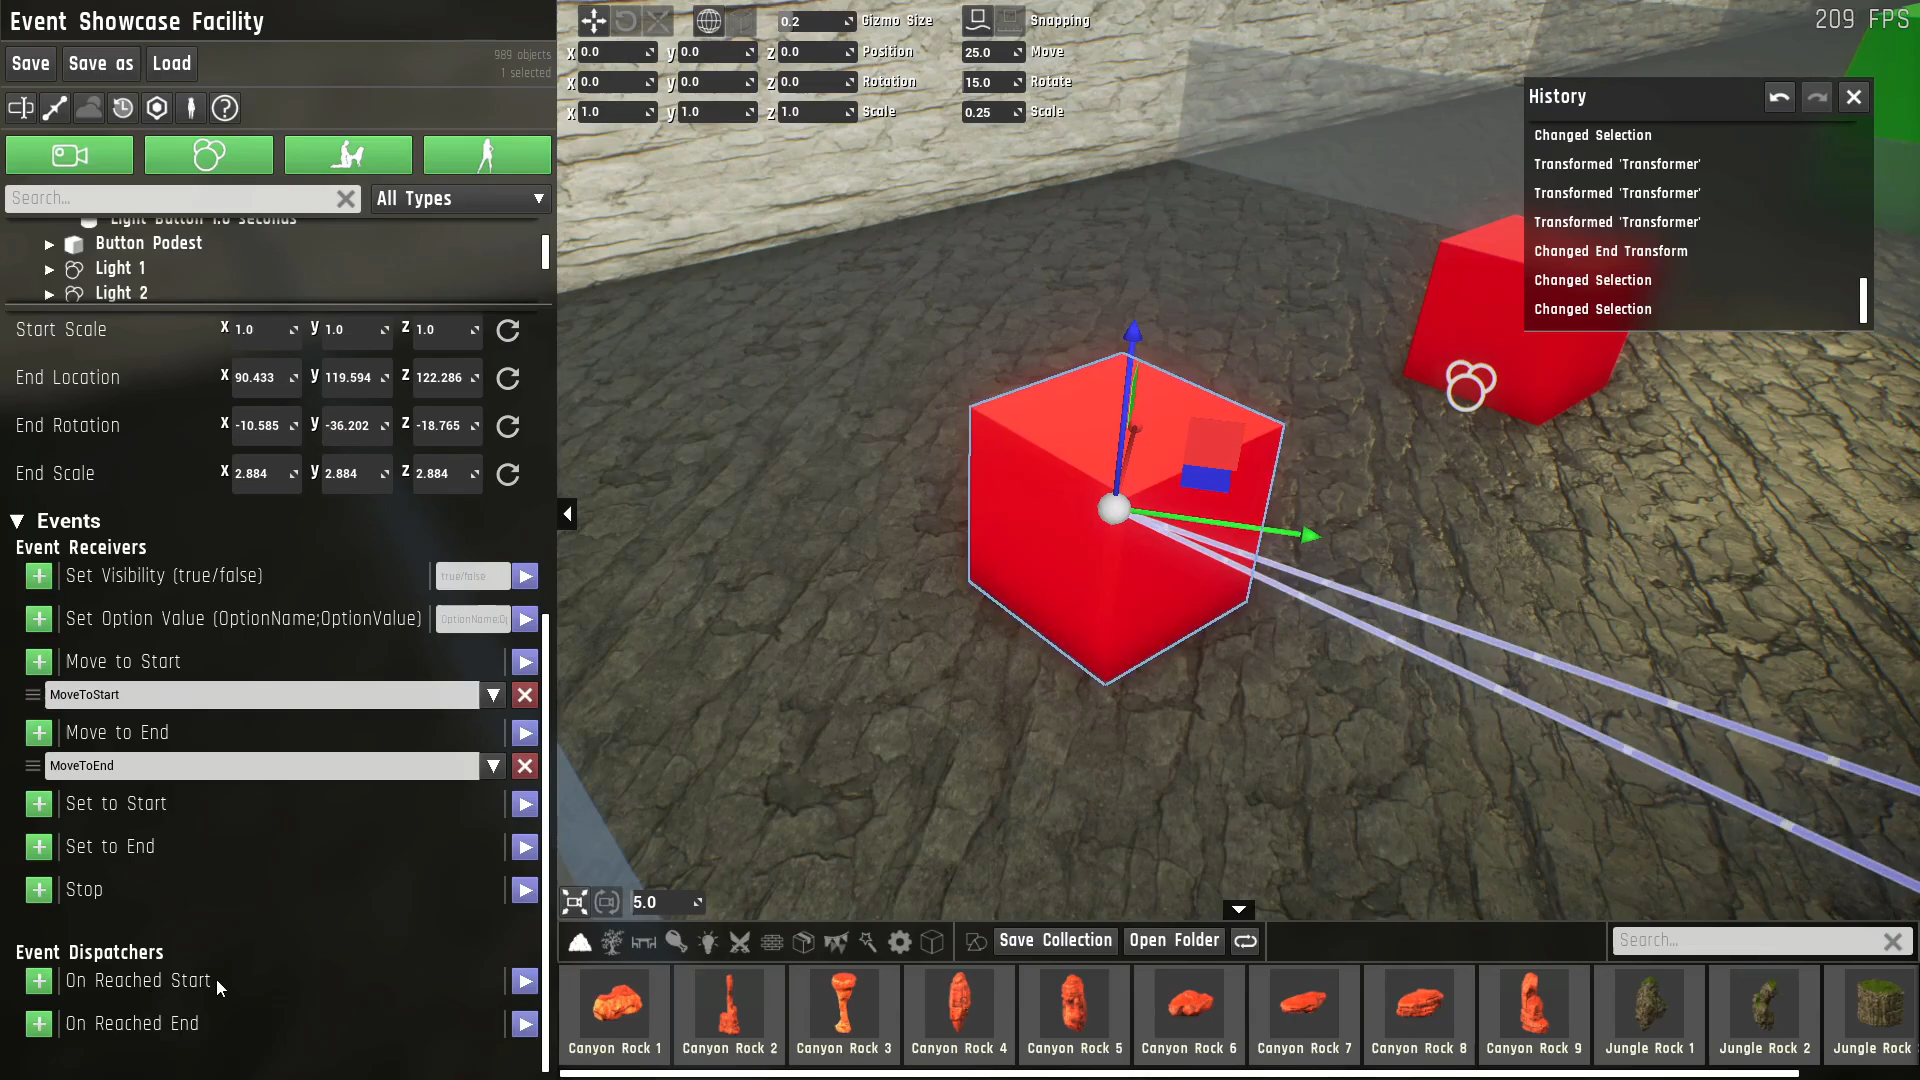 Event Showcase Facility
Save
Save as
Load
989 objects
1 selected
Search...
All Types
Light Button 1.0 seconds
Button Podest
Light 1
Light 2
Start Scale
X 1.0 y 1.0 Z 1.0
End Location
X 90.433 y 119.594 Z 122.286
End Rotation
X -10.585 y -36.202 Z -18.765
End Scale
X 2.884 y 2.884 Z 2.884
Events
Event Receivers
Set Visibility (true/false)
true/false
Set Option Value (OptionName;OptionValue)
Move to Start
MoveToStart
Move to End
MoveToEnd
Set to Start
Set to End
Stop
Event Dispatchers
On Reached Start
On Reached End
0.2 Gizmo Size
Snapping
X 0.0 y 0.0 Z 0.0 Position
25.0 Move
X 0.0 y 0.0 Z 0.0 Rotation
15.0 Rotate
X 1.0 y 1.0 Z 1.0 Scale
0.25 Scale
209 FPS
History
Changed Selection
Transformed 'Transformer'
Transformed 'Transformer'
Transformed 'Transformer'
Changed End Transform
Changed Selection
Changed Selection
5.0
Save Collection
Open Folder
Search...
Canyon Rock 1
Canyon Rock 2
Canyon Rock 3
Canyon Rock 4
Canyon Rock 5
Canyon Rock 6
Canyon Rock 7
Canyon Rock 8
Canyon Rock 9
Jungle Rock 1
Jungle Rock 2
Jungle Rock